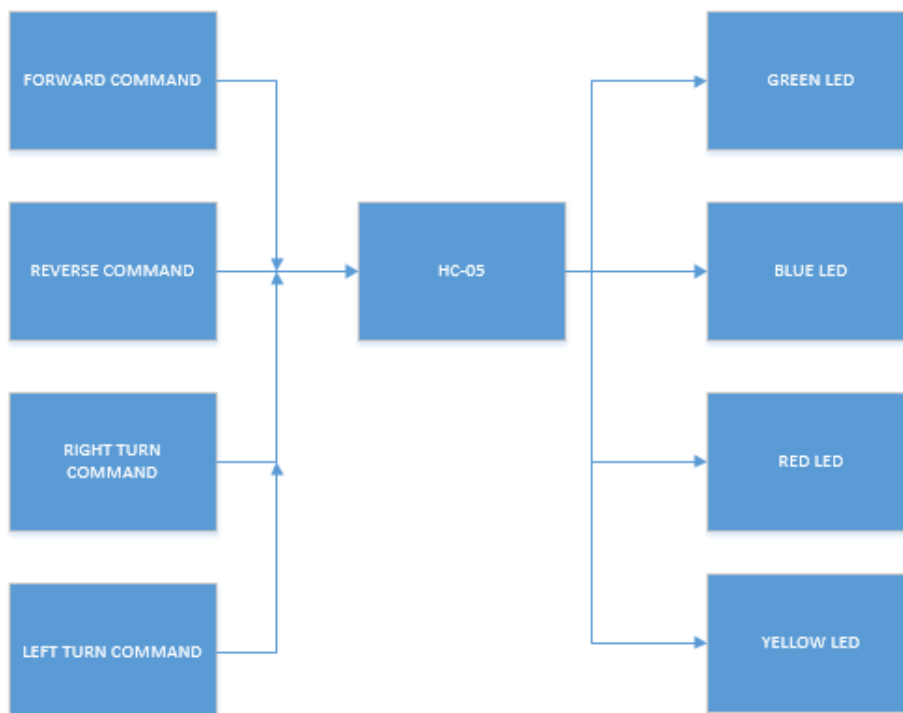 FORWARD COMMAND
REVERSE COMMAND
RIGHT TURN
COMMAND
LEFT TURN COMMAND
HC-05
GREEN LED
BLUE LED
RED LED
YELLOW LED